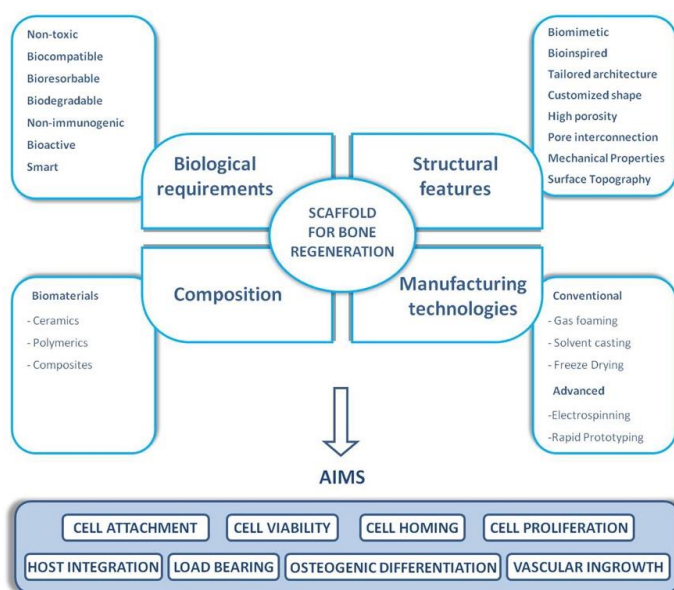 Non-toxic
Biocompatible
Bioresorbable
Biodegradable
Non-immunogenic
Bioactive
Smart
Biomimetic
Bioinspired
Tailored architecture
Customized shape
High porosity
Pore interconnection
Mechanical Properties
Surface Topography
Biological
requirements
Structural
features
SCAFFOLD
FOR BONE
REGENERATION
Composition
Manufacturing
technologies
Biomaterials
- Ceramics
- Polymerics
- Composites
Conventional
- Gas foaming
- Solvent casting
- Freeze Drying
Advanced
-Electrospinning
-Rapid Prototyping
AIMS
CELL ATTACHMENT
CELL VIABILITY
CELL HOMING
CELL PROLIFERATION
HOST INTEGRATION
LOAD BEARING
OSTEOGENIC DIFFERENTIATION
VASCULAR INGROWTH